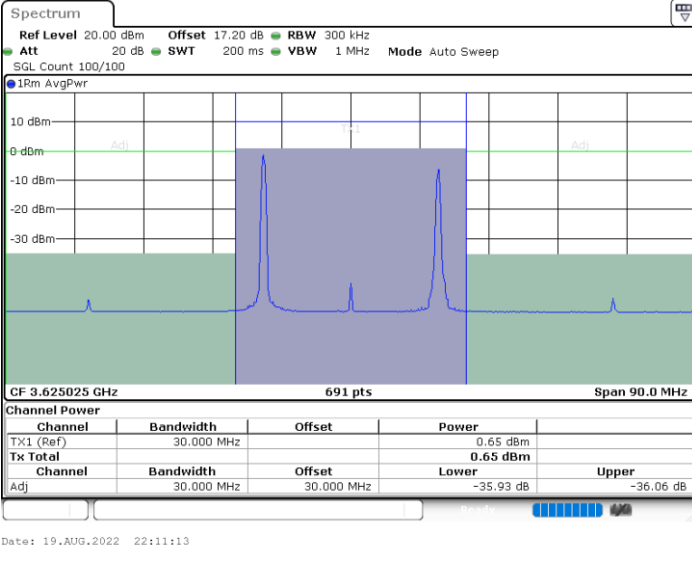 Spectrum
Ref Level 20.00 dBm Offset 17.20 dB RBW 300 kHz
Att 20 dB SWT 200 ms VBW 1 MHz Mode Auto Sweep
SGL Count 100/100
1Rm AvgPwr
10 dBm
Tx1
Adj Adj
0 dBm
-10 dBm
-20 dBm
-30 dBm
CF 3.625025 GHz 691 pts Span 90.0 MHz
Channel Power
Channel Bandwidth Offset Power
TX1 (Ref) 30.000 MHz 0.65 dBm
Tx Total 0.65 dBm
Channel Bandwidth Offset Lower Upper
Adj 30.000 MHz 30.000 MHz -35.93 dB -36.06 dB
Ready
Date: 19.AUG.2022 22:11:13